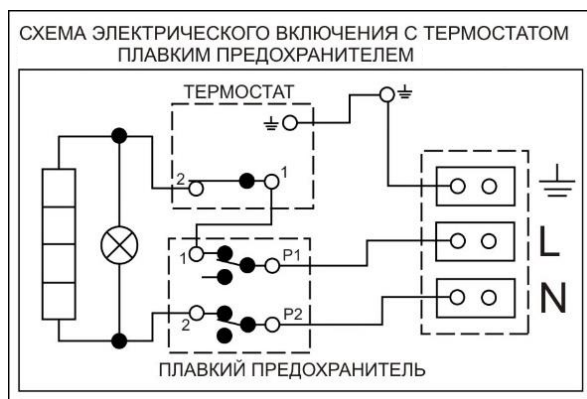 СХЕМА ЭЛЕКТРИЧЕСКОГО ВКЛЮЧЕНИЯ С ТЕРМОСТАТОМ
ПЛАВКИМ ПРЕДОХРАНИТЕЛЕМ
ТЕРМОСТАТ
2
1
1
P1
L
2
P2
N
ПЛАВКИЙ ПРЕДОХРАНИТЕЛЬ